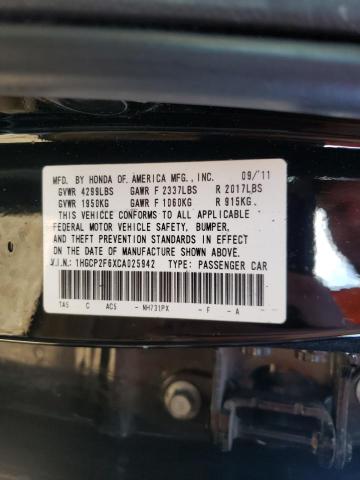 MFD. BY HONDA OF AMERICA MFG., INC. 09/11
GVWR 4299LBS GAWR F 2337LBS R 2017LBS
GVWR 1950KG GAWR F 1060KG R 915KG.
THIS VEHICLE CONFORMS TO ALL APPLICABLE
FEDERAL MOTOR VEHICLE SAFETY, BUMPER,
AND THEFT PREVENTION STANDARDS IN EFFECT
ON THE DATE OF MANUFACTURE SHOWN ABOVE.
V.I.N.: 1HGCP2F6XCA025942 TYPE: PASSENGER CAR
TA5 C AC5 - NH731PX - F - A -